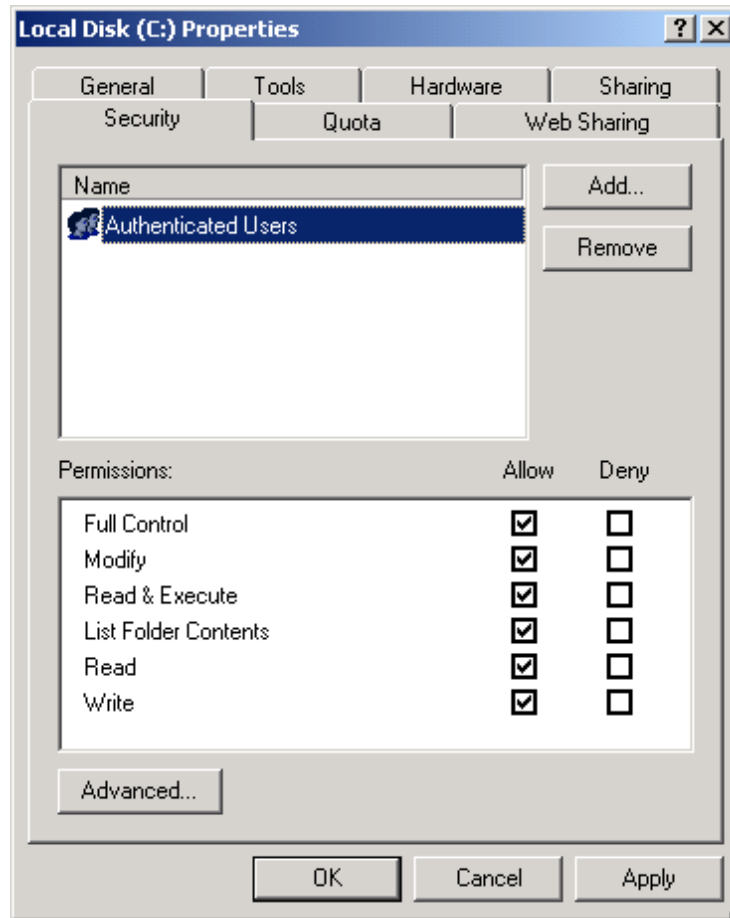 Local Disk (C:) Properties
General Tools Hardware Sharing
Security Quota Web Sharing
Name
Add...
Authenticated Users
Remove
Permissions: Allow Deny
Full Control
Modify
Read & Execute
List Folder Contents
Read
Write
Advanced...
OK Cancel Apply